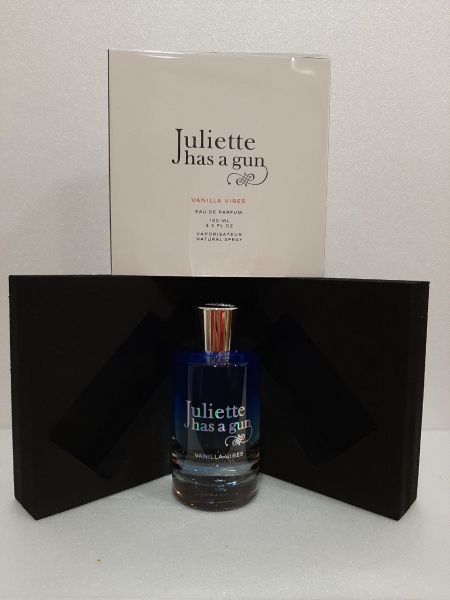 Juliette
has a gun
VANILLA VIBES
EAU DE PARFUM
100 ML
3.3 FL.OZ
VAPORISATEUR
NATURAL SPRAY
Juliette
has a gun
VANILLA VIBES